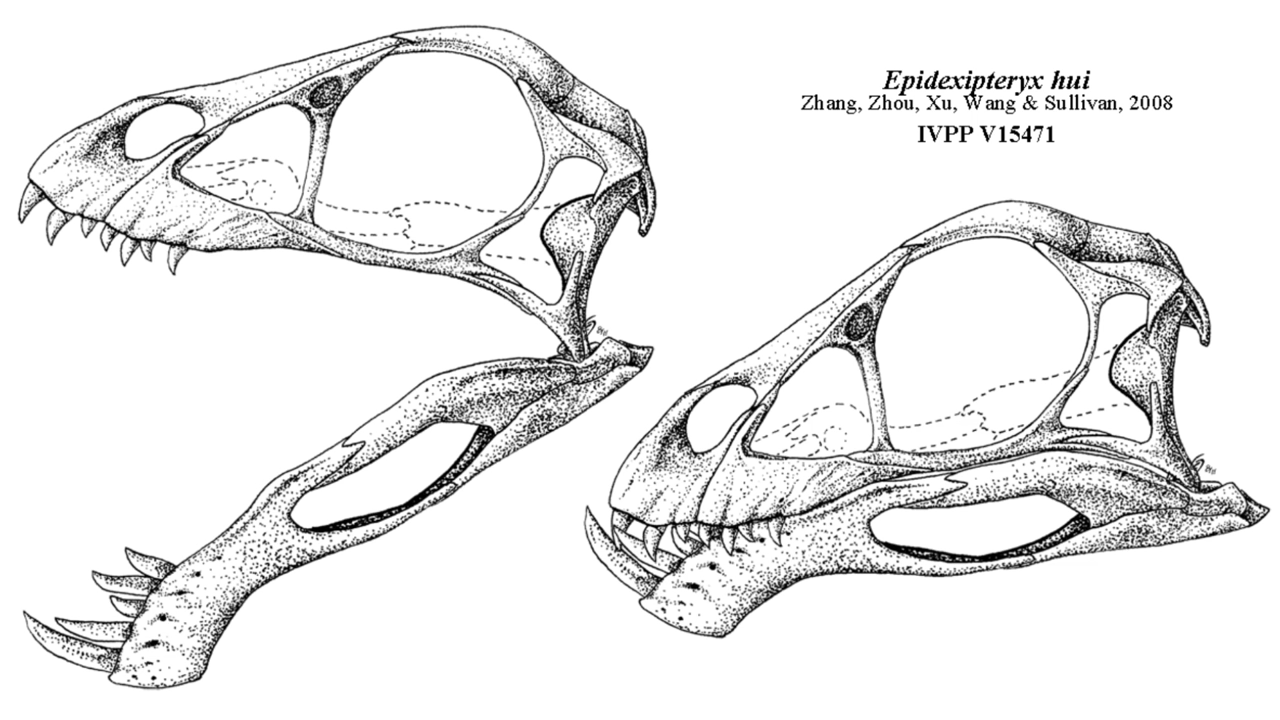 Epidexipteryx hui
Zhang, Zhou, Xu, Wang & Sullivan, 2008
IVPP V15471